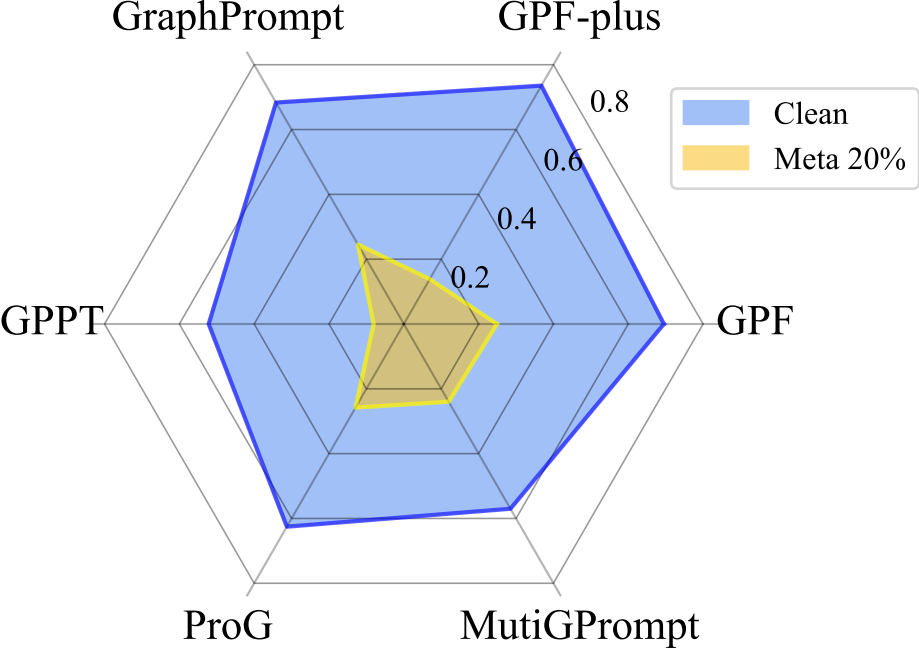 GraphPrompt
GPF-plus
0.8
Clean
0.6
Meta 20%
0.4
0.2
GPPT
GPF
ProG
MutiGPrompt